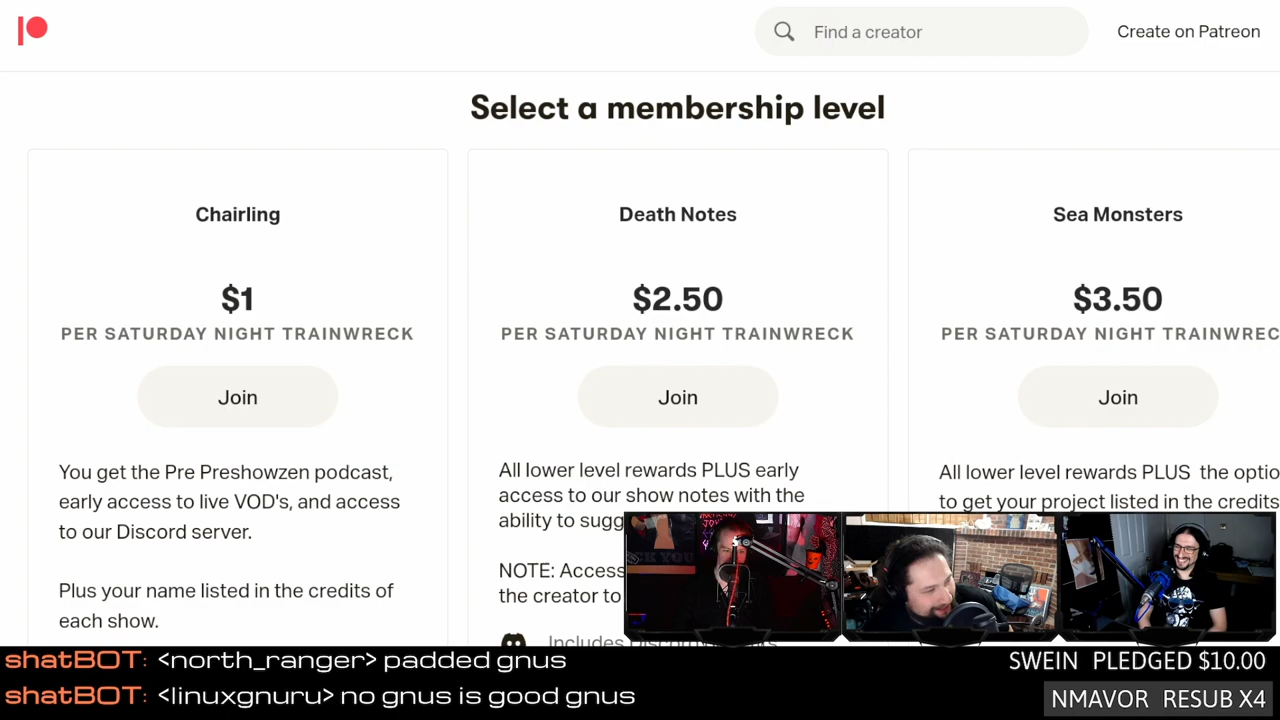 Find a creator
Create on Patreon
Select a membership level
Chairling
$1
PER SATURDAY NIGHT TRAINWRECK
Join
You get the Pre Preshowzen podcast,
early access to live VOD's, and access
to our Discord server.
Plus your name listed in the credits of
each show.
Death Notes
$2.50
PER SATURDAY NIGHT TRAINWRECK
Join
All lower level rewards PLUS early
access to our show notes with the
ability to sugg
NOTE: Access
the creator to
Includes Discord
Sea Monsters
$3.50
PER SATURDAY NIGHT TRAINWREC
Join
All lower level rewards PLUS the optio
to get your project listed in the credits
shatBOT: <north_ranger> padded gnus
shatBOT: <linuxgnuru> no gnus is good gnus
SWEIN PLEDGED $10.00
NMAVOR RESUB X4